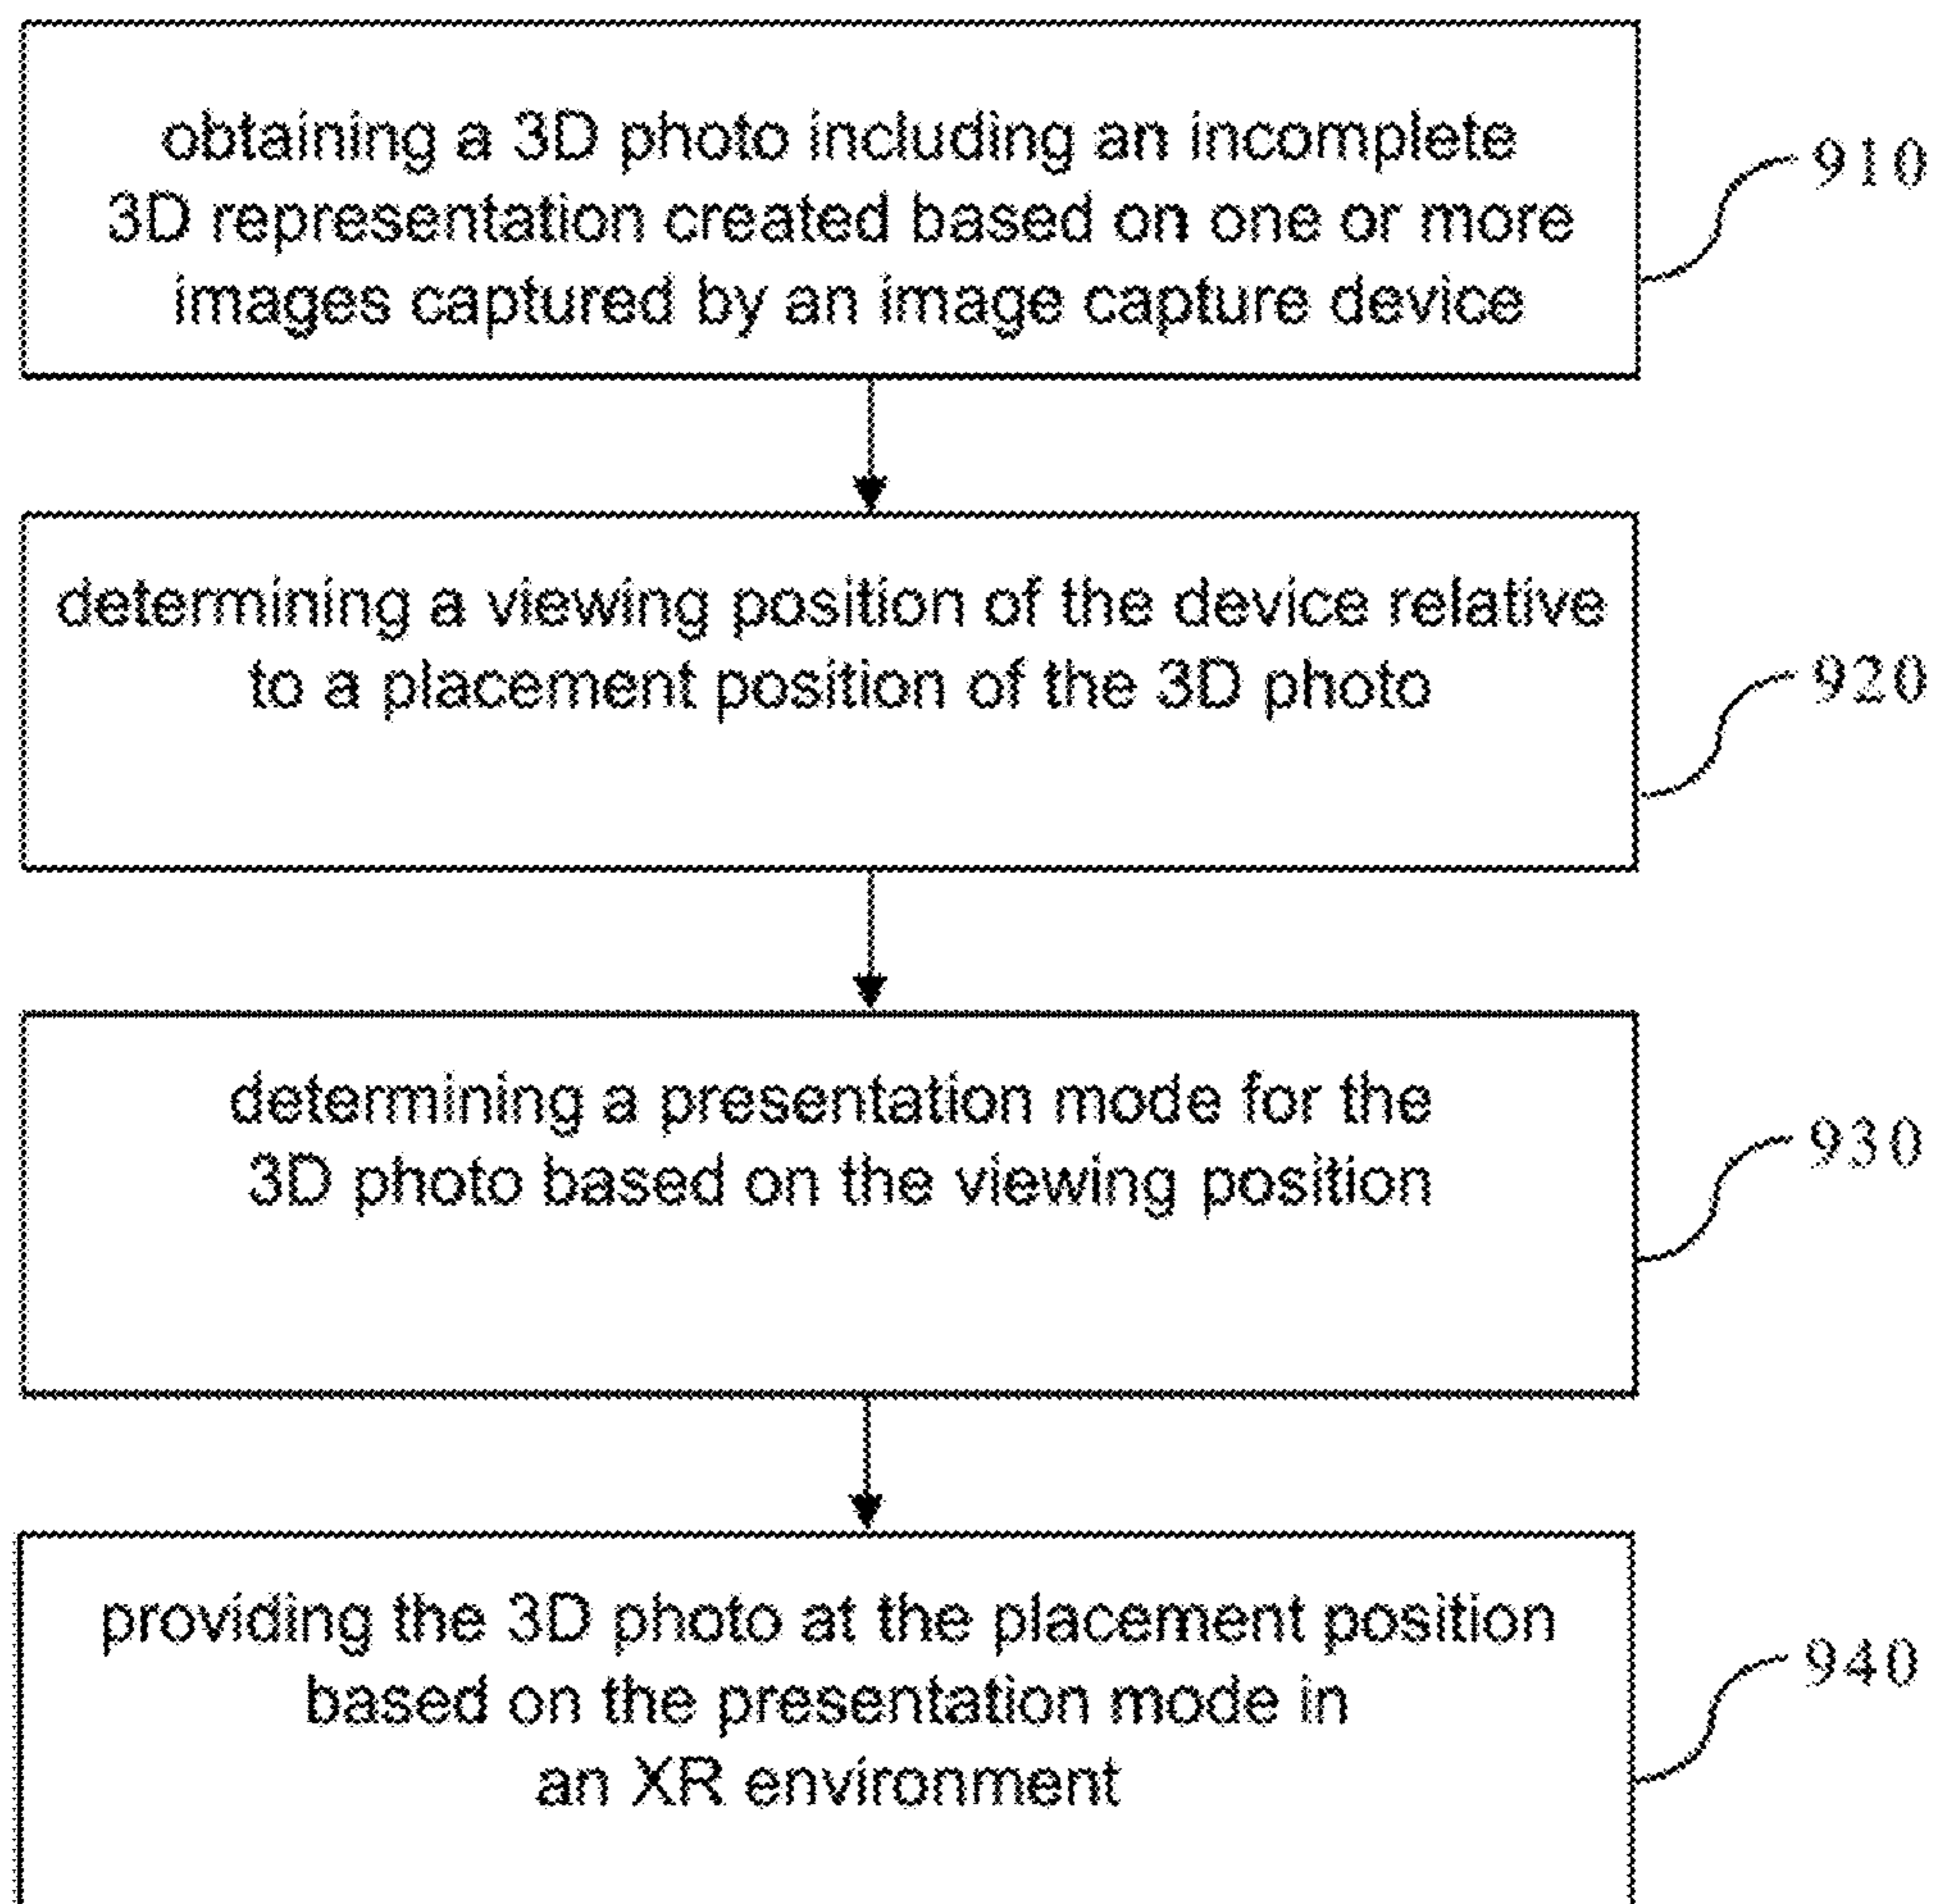 obtaining a 3D photo including an incomplete
3D representation created based on one or more
images captured by an image capture device
910
determining a viewing position of the device relative
to a placement position of the 3D photo
920
determining a presentation mode for the
3D photo based on the viewing position
930
providing the 3D photo at the placement position
based on the presentation mode in
an XR environment
940